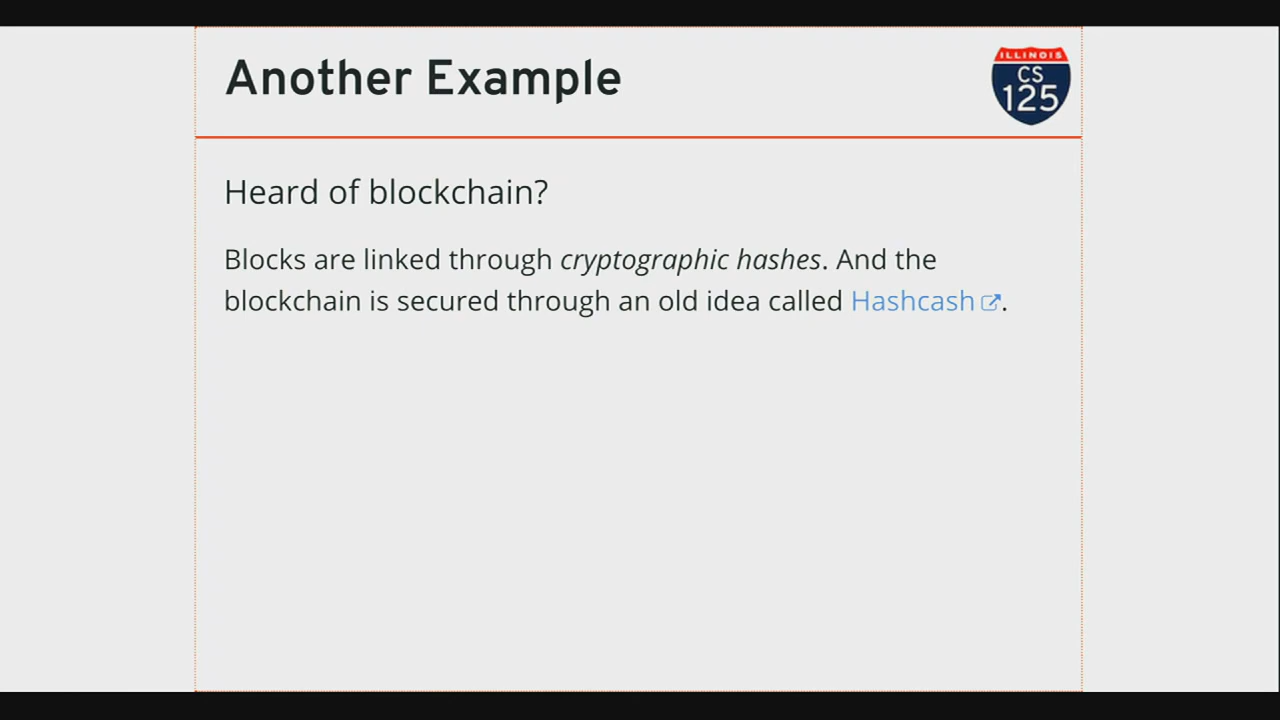 Another Example
ILLINOIS
CS
125
Heard of blockchain?
Blocks are linked through cryptographic hashes. And the
blockchain is secured through an old idea called Hashcash.